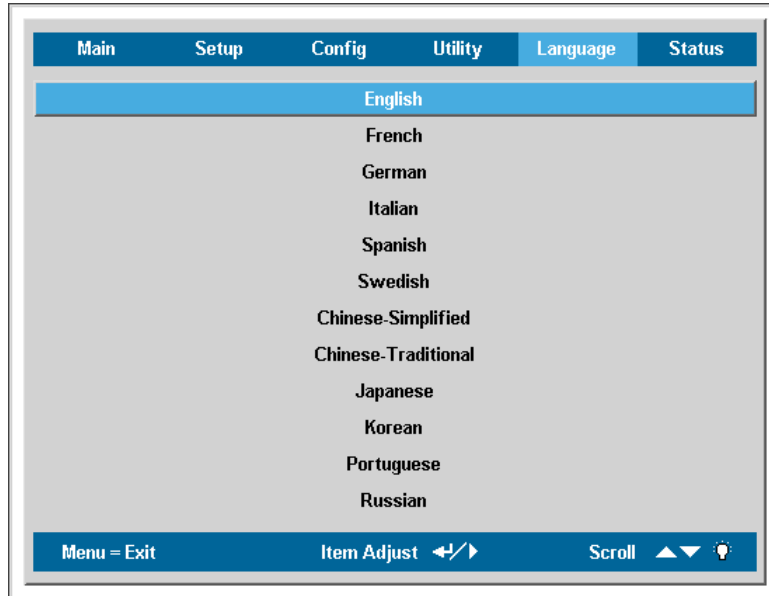 Main Setup Config Utility Language Status
English
French
German
Italian
Spanish
Swedish
Chinese-Simplified
Chinese-Traditional
Japanese
Korean
Portuguese
Russian
Menu = Exit Item Adjust / Scroll